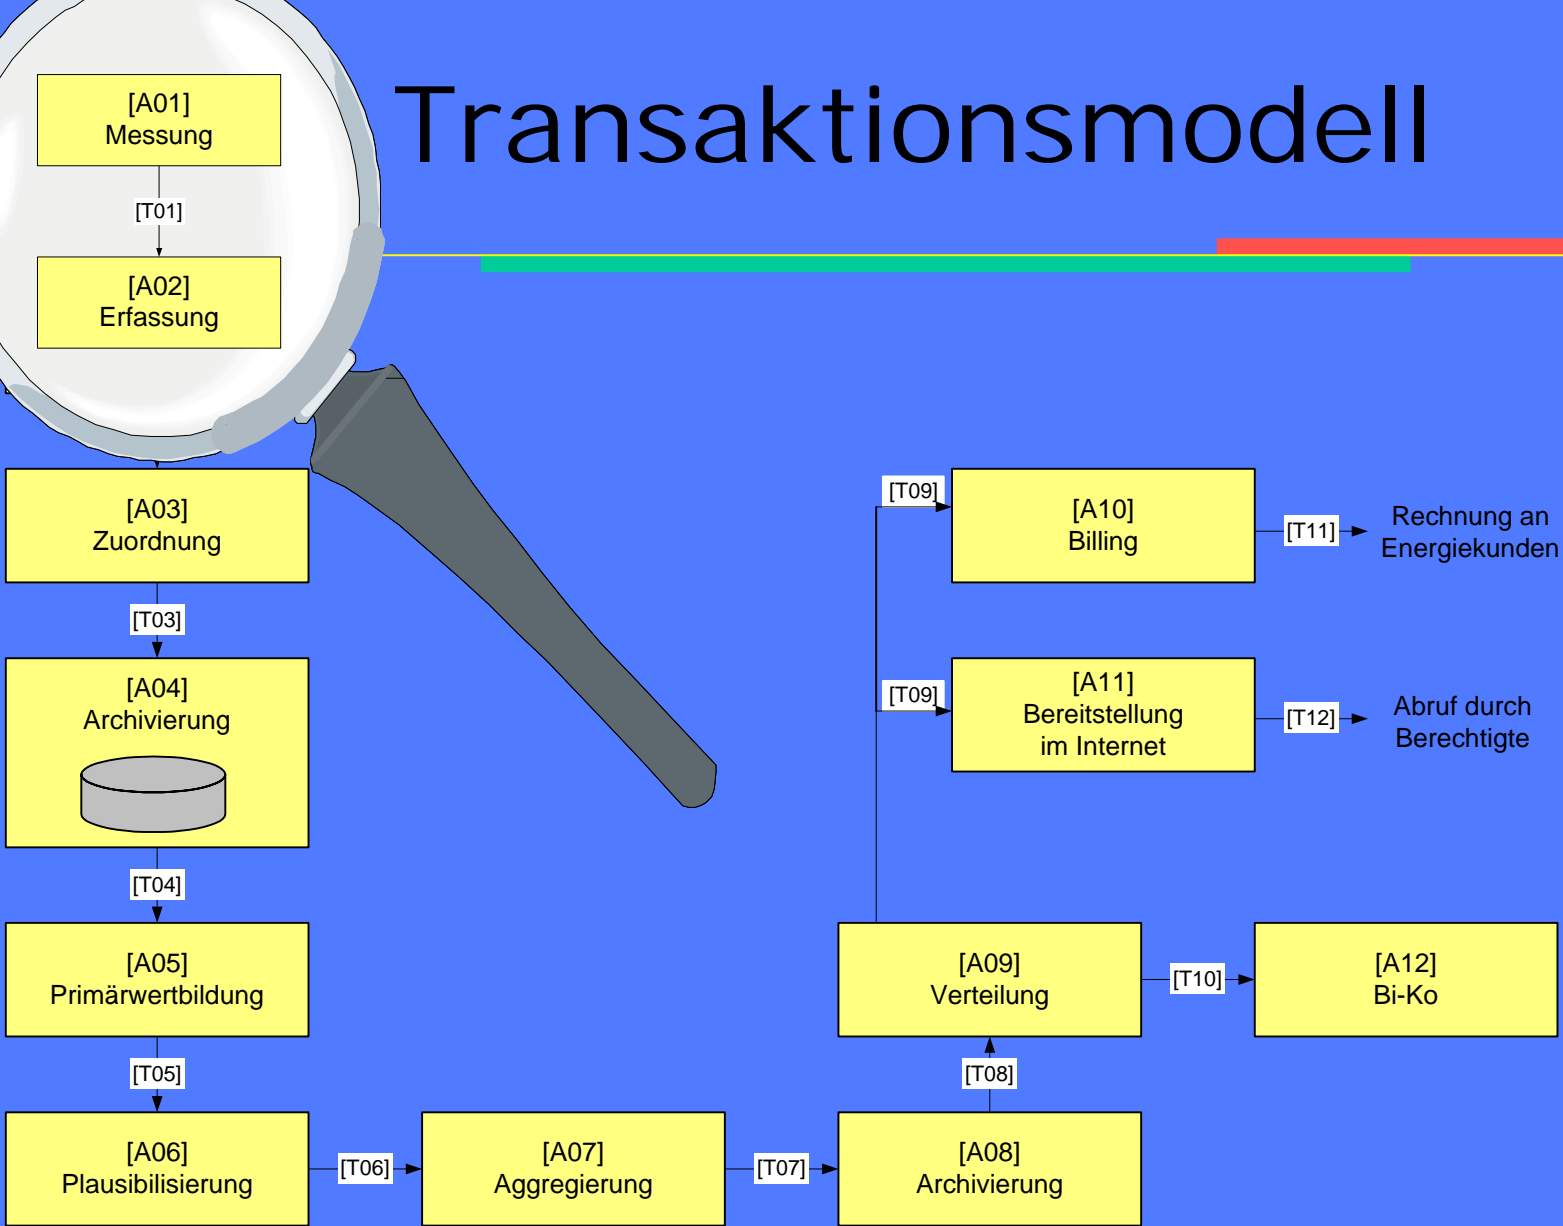 Transaktionsmodell
[A01]
Messung
[T01]
[A02]
Erfassung
[A03]
Zuordnung
[T03]
[A04]
Archivierung
[T04]
[A05]
Primärwertbildung
[T05]
[A06]
Plausibilisierung
[T06]
[A07]
Aggregierung
[T07]
[A08]
Archivierung
[T08]
[A09]
Verteilung
[T10]
[A12]
Bi-Ko
[T09]
[A10]
Billing
[T11]
Rechnung an
Energiekunden
[T09]
[A11]
Bereitstellung
im Internet
[T12]
Abruf durch
Berechtigte